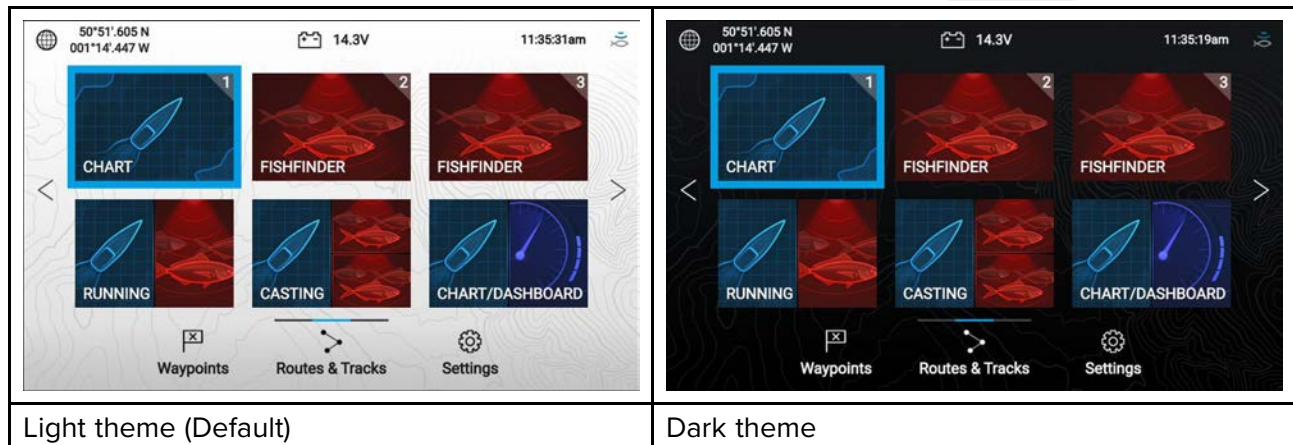 50°51'.605 N
001°14'.447 W
14.3V
11:35:31am
1
CHART
2
FISHFINDER
3
FISHFINDER
RUNNING
CASTING
CHART/DASHBOARD
Waypoints
Routes & Tracks
Settings
Light theme (Default)
50°51'.605 N
001°14'.447 W
14.3V
11:35:19am
1
CHART
2
FISHFINDER
3
FISHFINDER
RUNNING
CASTING
CHART/DASHBOARD
Waypoints
Routes & Tracks
Settings
Dark theme